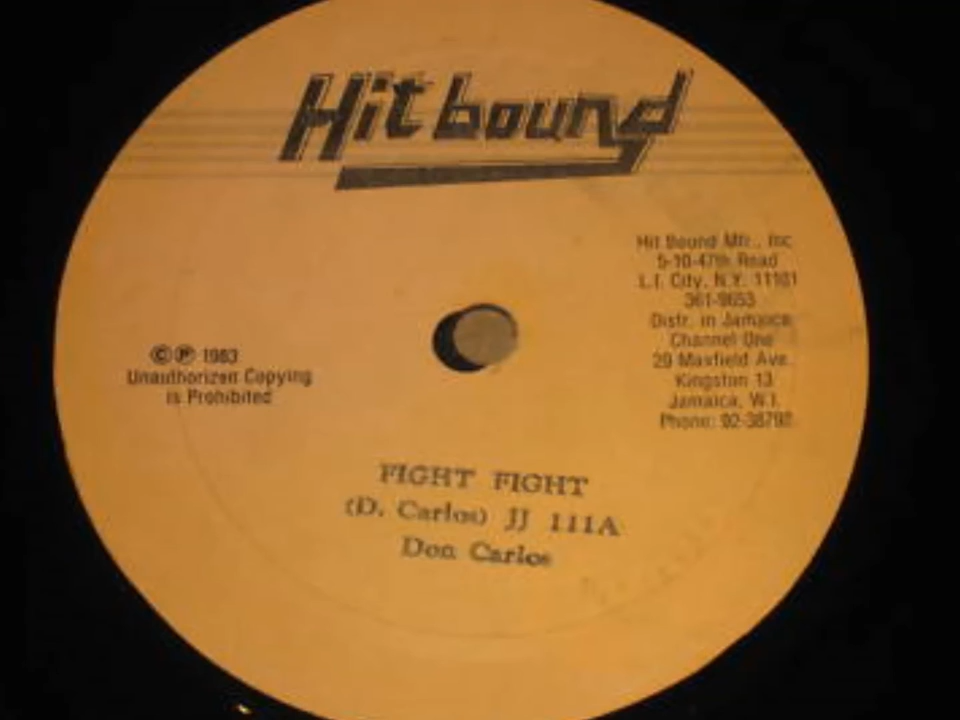 Hit bound
Hit Bound Mfr., Inc
5-10-47th Road
L.I. City, N.Y. 11101
361-9653
Distr. in Jamaica
Channel One
29 Maxfield Ave.
Kingston 13
Jamaica, W.I.
Phone: 92-38792
© ℗ 1983
Unauthorized Copying
is Prohibited
FIGHT FIGHT
(D. Carlos) JJ 111A
Don Carlos